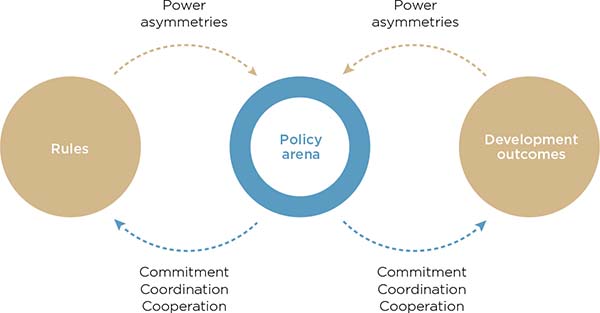 Power
asymmetries
Power
asymmetries
Rules
Policy
arena
Development
outcomes
Commitment
Coordination
Cooperation
Commitment
Coordination
Cooperation